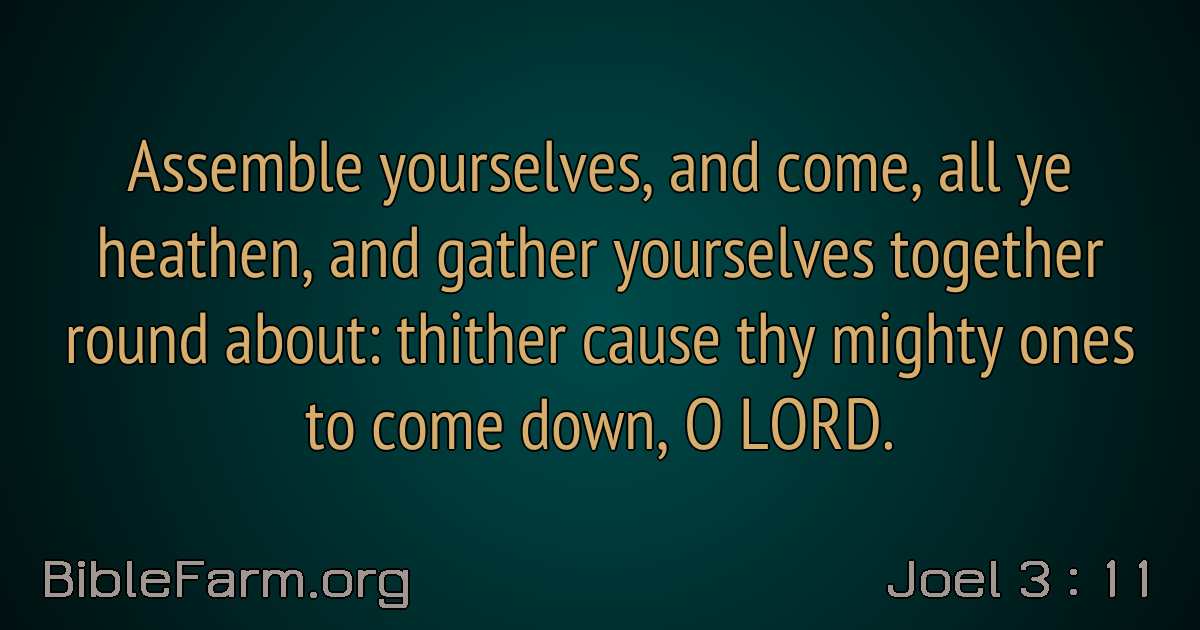 Assemble yourselves, and come, all ye
heathen, and gather yourselves together
round about: thither cause thy mighty ones
to come down, O LORD.
BibleFarm.org
Joel 3 : 11